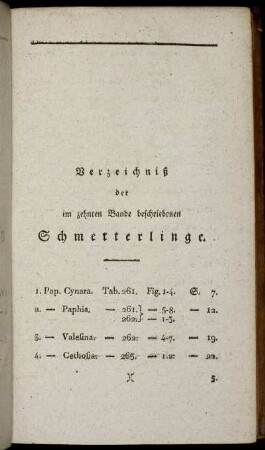 Verzeichniß
der
im zehnten Bande beschriebenen
Schmetterlinge.
1. Pap. Cynara. Tab. 261. Fig. 1-4. S. 7.
2. — Paphia. — 261.} — 5-8. — 12.
262.} — 1-3.
3. — Valesina. — 262. — 4-7. — 19.
4. — Cethosia. — 265. — 1. 2. — 22.
X 5.